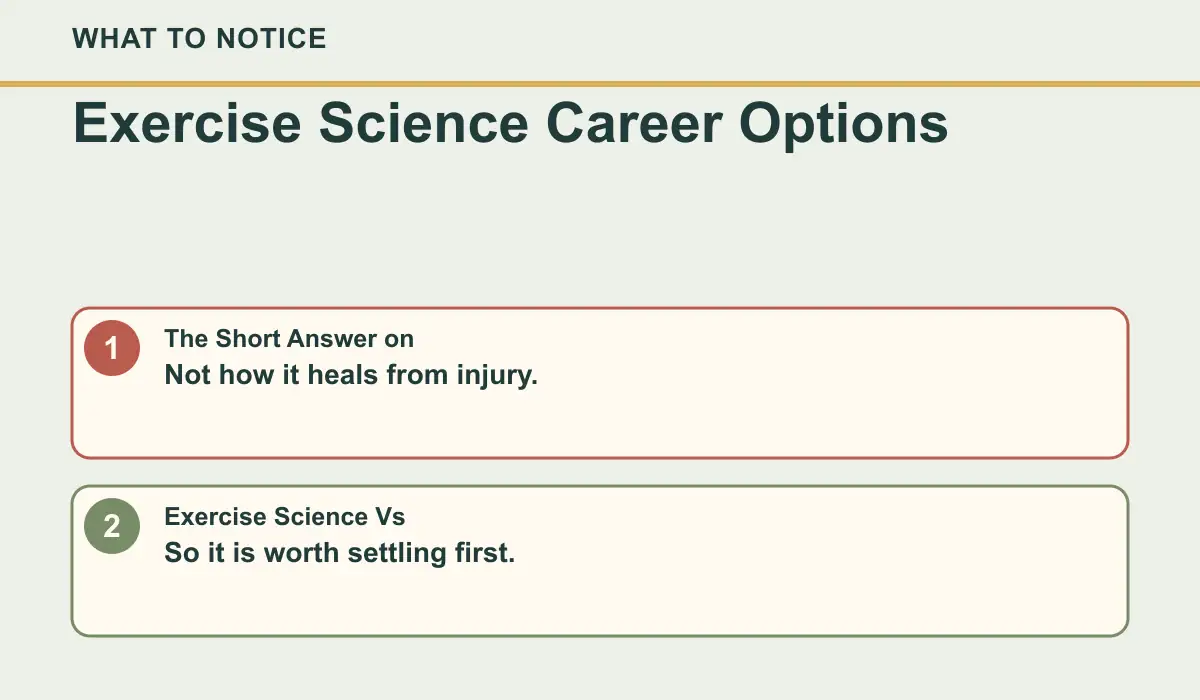 WHAT TO NOTICE
Exercise Science Career Options
1
The Short Answer on
Not how it heals from injury.
2
Exercise Science Vs
So it is worth settling first.